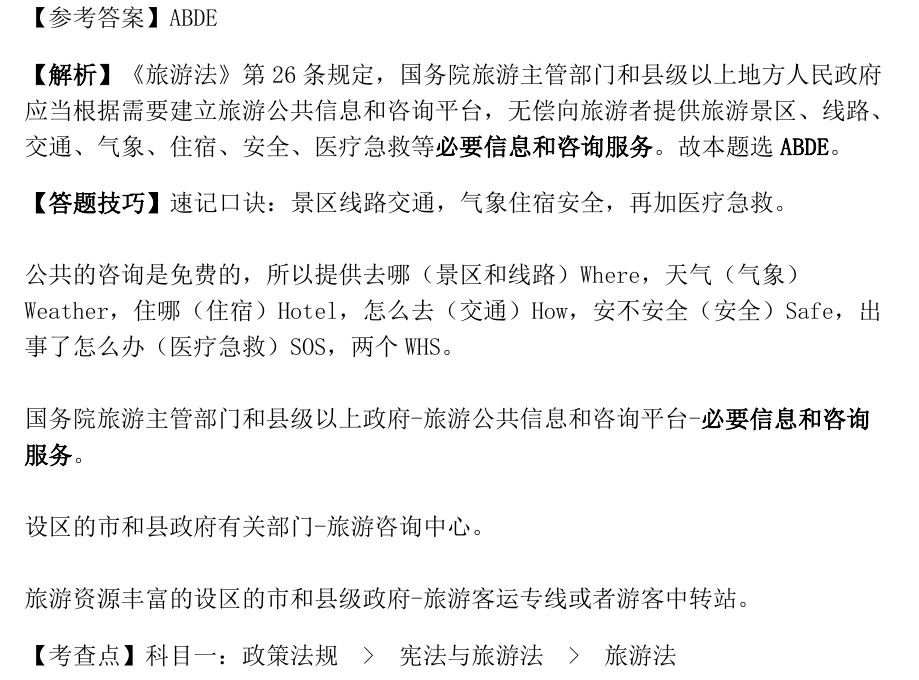 【参考答案】ABDE
【解析】《旅游法》第 26 条规定，国务院旅游主管部门和县级以上地方人民政府
应当根据需要建立旅游公共信息和咨询平台，无偿向旅游者提供旅游景区、线路、
交通、气象、住宿、安全、医疗急救等必要信息和咨询服务。故本题选 ABDE。
【答题技巧】速记口诀：景区线路交通，气象住宿安全，再加医疗急救。
公共的咨询是免费的，所以提供去哪（景区和线路）Where，天气（气象）
Weather，住哪（住宿）Hotel，怎么去（交通）How，安不安全（安全）Safe，出
事了怎么办（医疗急救）SOS，两个 WHS。
国务院旅游主管部门和县级以上政府-旅游公共信息和咨询平台-必要信息和咨询
服务。
设区的市和县政府有关部门-旅游咨询中心。
旅游资源丰富的设区的市和县级政府-旅游客运专线或者游客中转站。
【考查点】科目一：政策法规 > 宪法与旅游法 > 旅游法